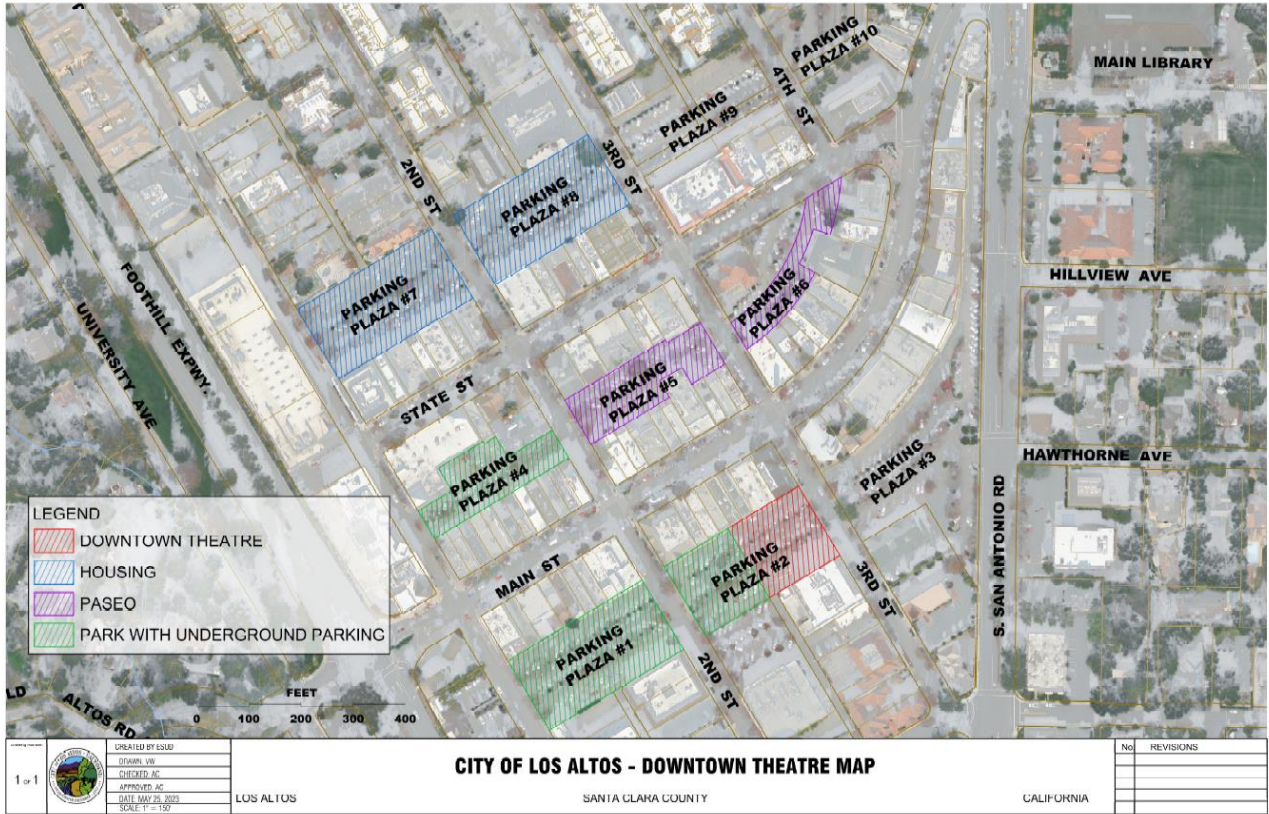 MAIN LIBRARY
PARKING
PLAZA #10
4TH ST
PARKING
PLAZA #9
3RD ST
2ND ST
PARKING
PLAZA #8
PARKING
PLAZA #7
PARKING
PLAZA #6
HILLVIEW AVE
FOOTHILL EXPWY.
UNIVERSITY AVE
PARKING
PLAZA #5
STATE ST
PARKING
PLAZA #4
PARKING
PLAZA #3
HAWTHORNE AVE
S. SAN ANTONIO RD
MAIN ST
PARKING
PLAZA #2
3RD ST
PARKING
PLAZA #1
2ND ST
LEGEND
DOWNTOWN THEATRE
HOUSING
PASEO
PARK WITH UNDERGROUND PARKING
LD
ALTOS RD
FEET
0 100 200 300 400
1 OF 1
CREATED BY ESUD
DRAWN: VW
CHECKED: AC
APPROVED: AC
DATE: MAY 25, 2023
SCALE: 1" = 150'
CITY OF LOS ALTOS - DOWNTOWN THEATRE MAP
LOS ALTOS
SANTA CLARA COUNTY
CALIFORNIA
No. REVISIONS